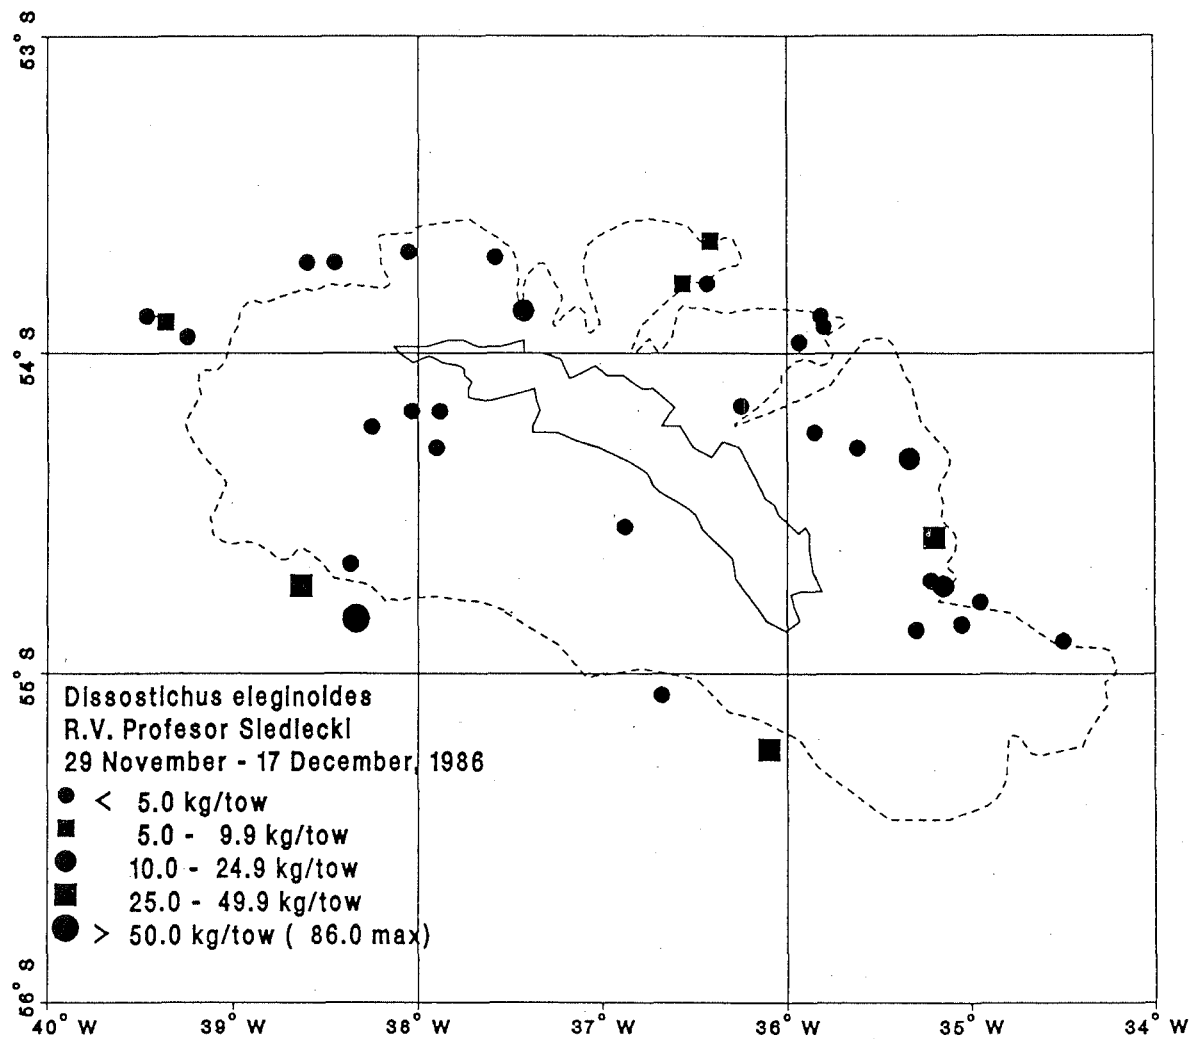 53° S
54° S
55° S
56° S
Dissostichus eleginoides
R.V. Profesor Siedlecki
29 November - 17 December, 1986
< 5.0 kg/tow
5.0 - 9.9 kg/tow
10.0 - 24.9 kg/tow
25.0 - 49.9 kg/tow
> 50.0 kg/tow ( 86.0 max)
40° W 39° W 38° W 37° W 36° W 35° W 34° W